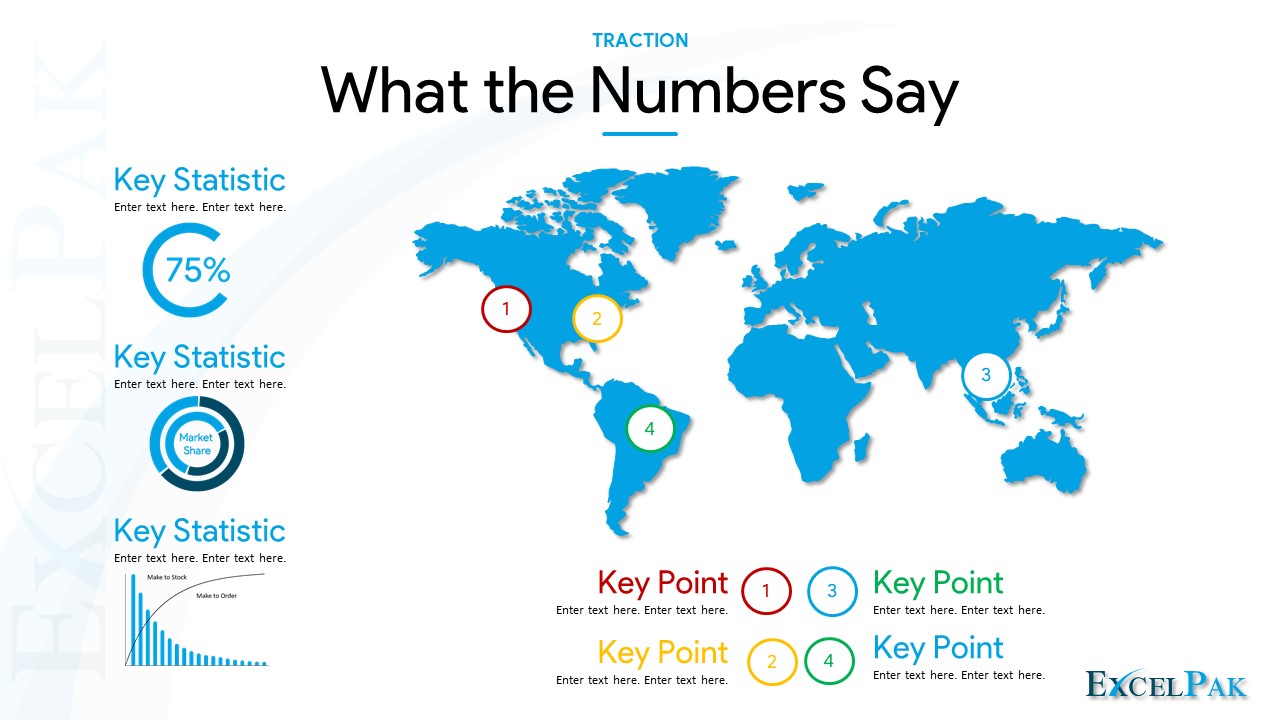 TRACTION
What the Numbers Say
EXCELPAK
Key Statistic
Enter text here. Enter text here.
75%
Key Statistic
Enter text here. Enter text here.
Market
Share
Key Statistic
Enter text here. Enter text here.
Make to Stock
Make to Order
1
2
3
4
Key Point
Enter text here. Enter text here.
1
3
Key Point
Enter text here. Enter text here.
Key Point
Enter text here. Enter text here.
2
4
Key Point
Enter text here. Enter text here.
EXCELPAK